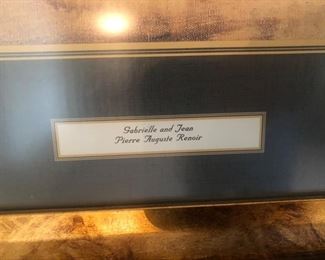 Gabrielle and Jean
Pierre Auguste Renoir